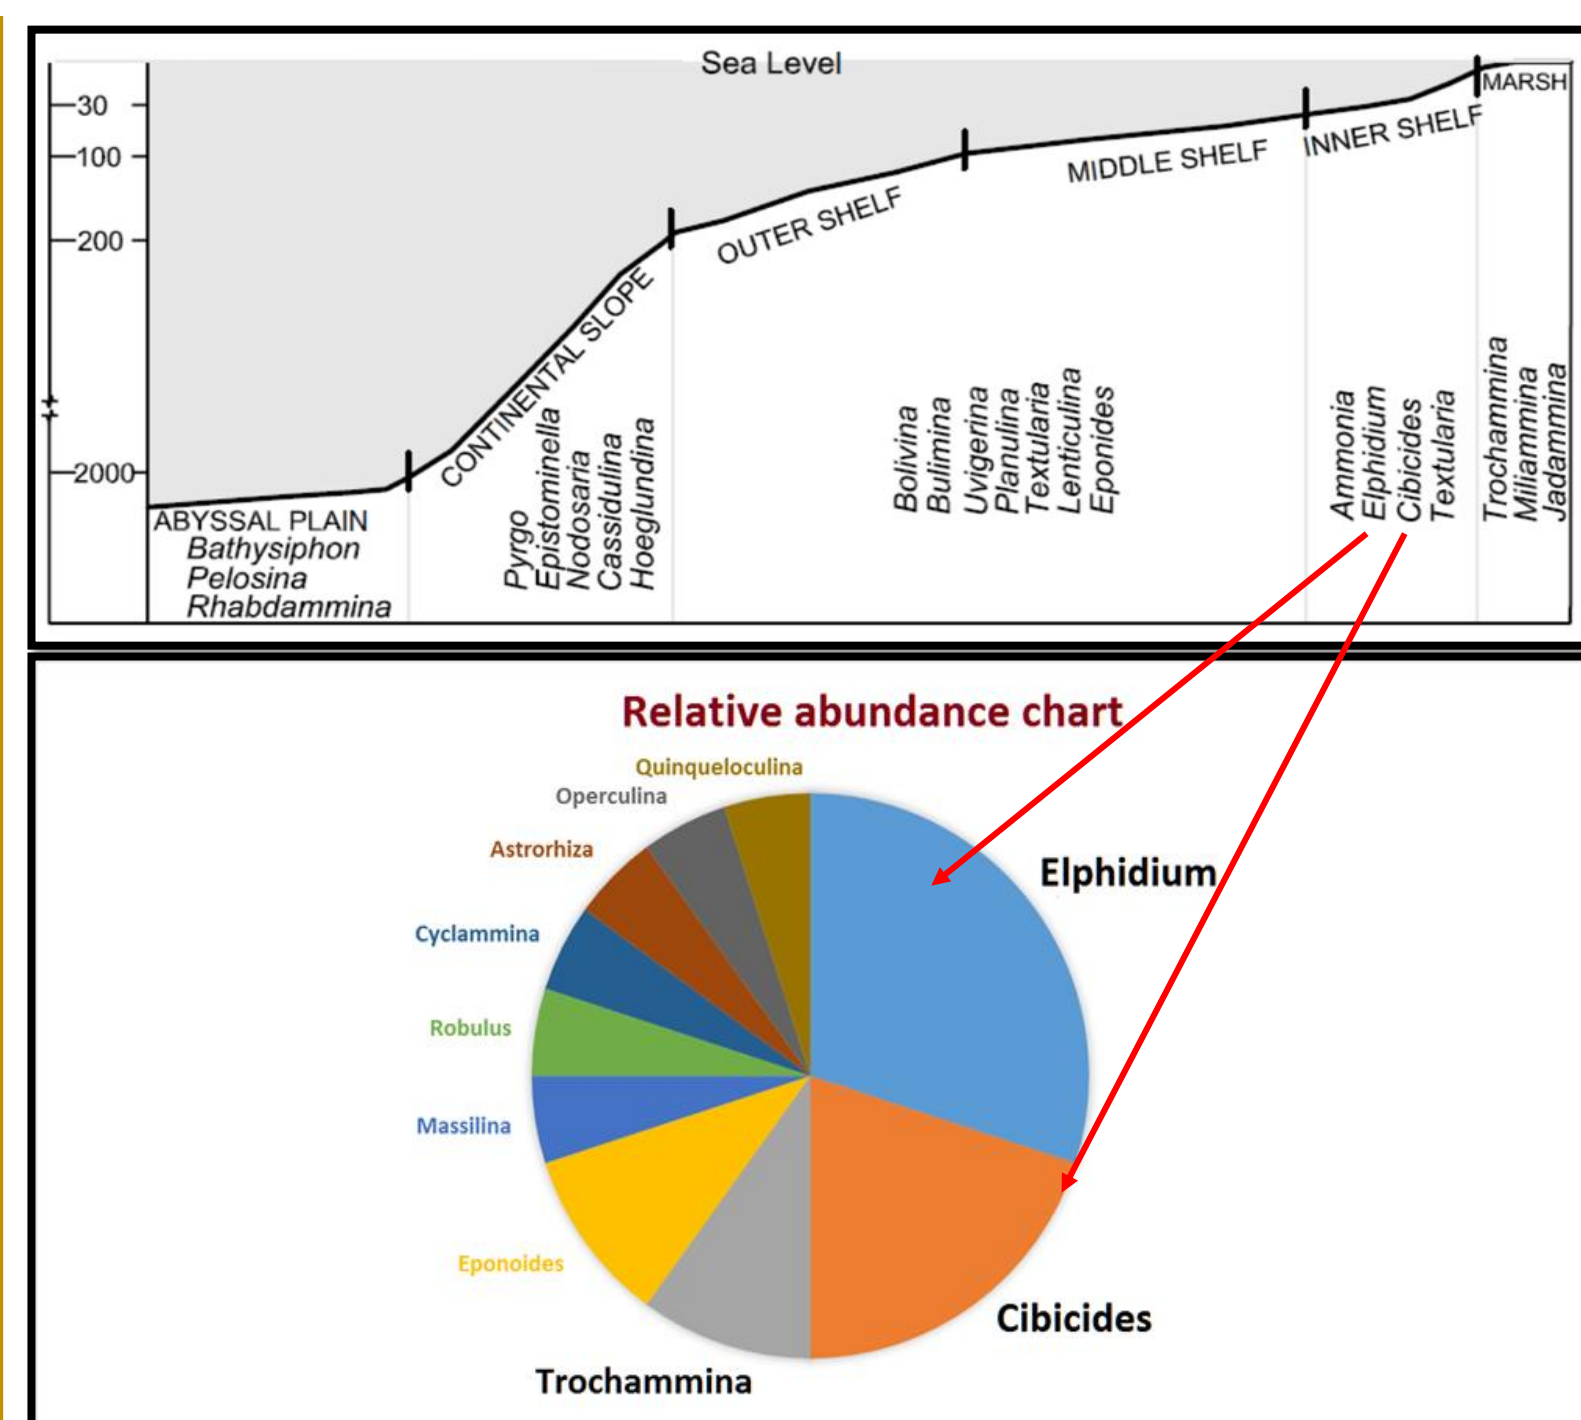 Sea Level
30
100
200
2000
MARSH
INNER SHELF
MIDDLE SHELF
OUTER SHELF
CONTINENTAL SLOPE
ABYSSAL PLAIN
Bathysiphon
Pelosina
Rhabdammina
Pyrgo
Epistominella
Nodosaria
Cassidulina
Hoeglundina
Bolivina
Bulimina
Uvigerina
Planulina
Textularia
Lenticulina
Eponides
Ammonia
Elphidium
Cibicides
Textularia
Trochammina
Miliammina
Jadammina
Relative abundance chart
Quinqueloculina
Operculina
Astrorhiza
Elphidium
Cyclammina
Robulus
Massilina
Eponoides
Cibicides
Trochammina